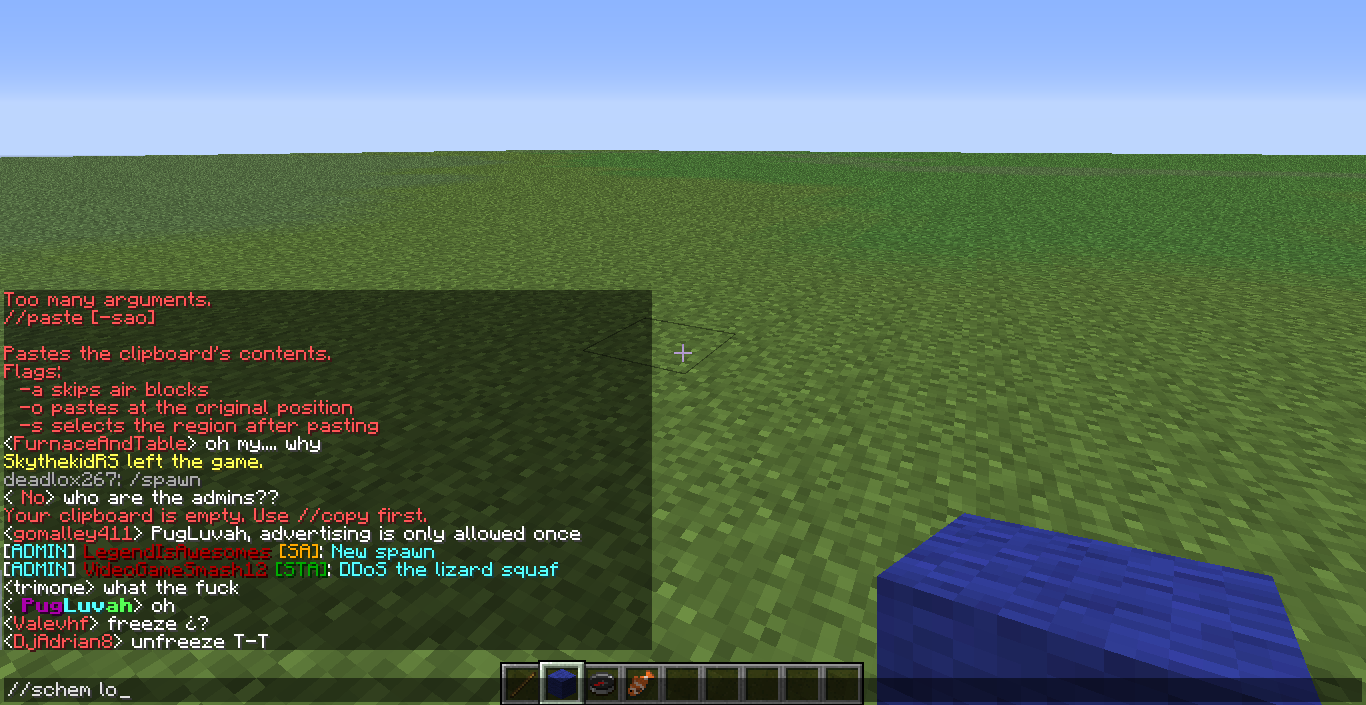 Too many arguments.
//paste [-sao]
Pastes the clipboard's contents.
Flags:
-a skips air blocks
-o pastes at the original position
-s selects the region after pasting
<FurnaceAndTable> oh my.... why
SkythekidRS left the game.
deadlox267: /spawn
< No> who are the admins??
Your clipboard is empty. Use //copy first.
<gomalley411> PugLuvah, advertising is only allowed once
[ADMIN] LegendIsAwesomes [SA]: New spawn
[ADMIN] VideoGameSmash12 [STA]: DDoS the lizard squaf
<trimone> what the fuck
< PugLuvah> oh
<Valevhf> freeze ¿?
<DjAdrian8> unfreeze T-T
//schem lo_